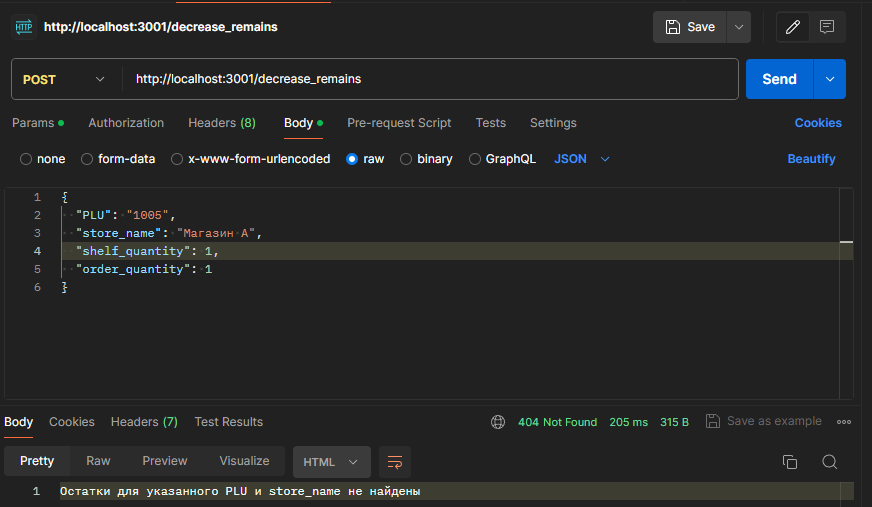 HTTP http://localhost:3001/decrease_remains Save
POST http://localhost:3001/decrease_remains Send
Params Authorization Headers (8) Body Pre-request Script Tests Settings Cookies
none form-data x-www-form-urlencoded raw binary GraphQL JSON Beautify
1 {
2 "PLU": "1005",
3 "store_name": "Магазин А",
4 "shelf_quantity": 1,
5 "order_quantity": 1
6 }
Body Cookies Headers (7) Test Results 404 Not Found 205 ms 315 B Save as example
Pretty Raw Preview Visualize HTML
1 Остатки для указанного PLU и store_name не найдены